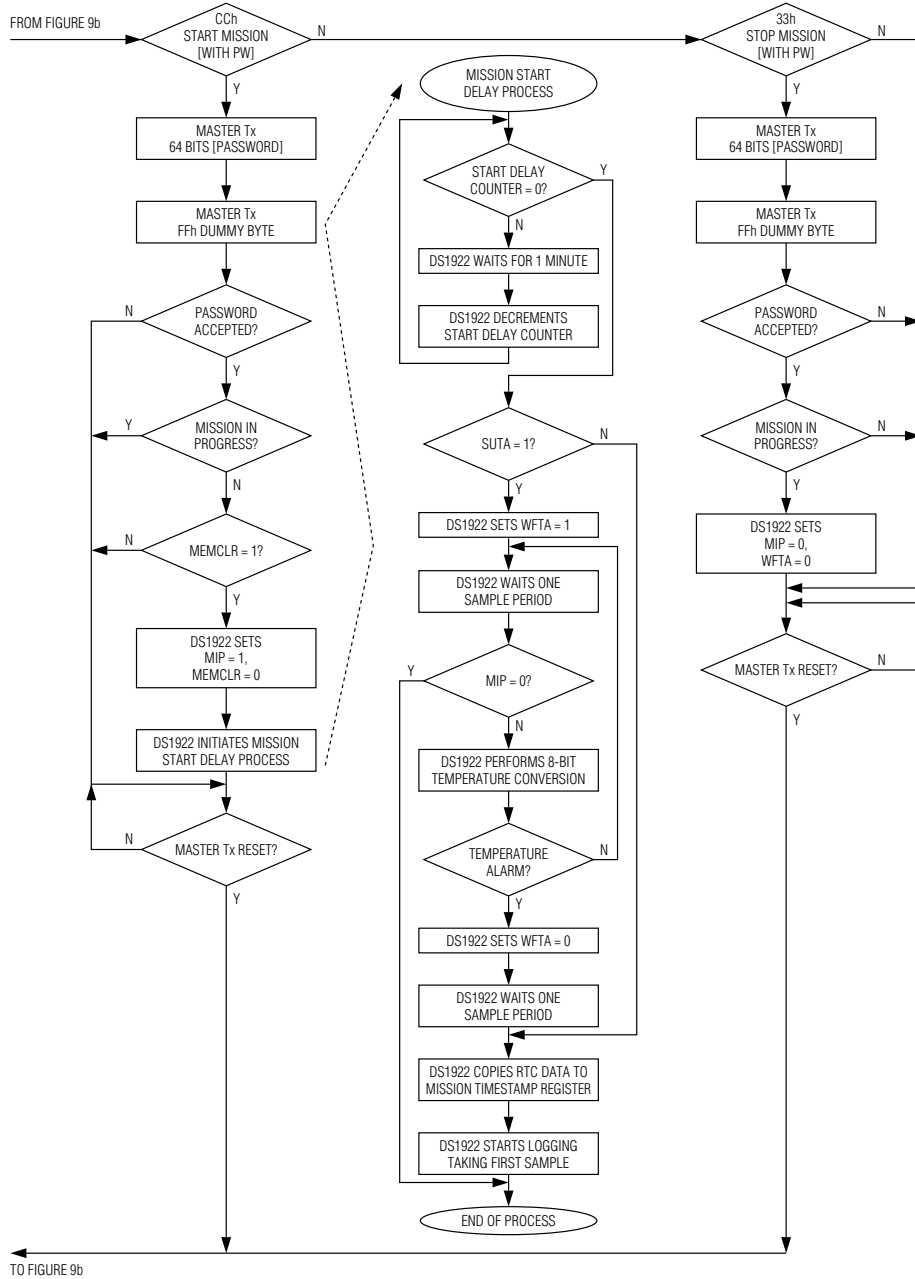 FROM FIGURE 9b
CCh
START MISSION
[WITH PW]
N
Y
MASTER Tx
64 BITS [PASSWORD]
MASTER Tx
FFh DUMMY BYTE
N
PASSWORD
ACCEPTED?
Y
Y
MISSION IN
PROGRESS?
N
N
MEMCLR = 1?
Y
DS1922 SETS
MIP = 1,
MEMCLR = 0
DS1922 INITIATES MISSION
START DELAY PROCESS
N
MASTER Tx RESET?
Y
MISSION START
DELAY PROCESS
START DELAY
COUNTER = 0?
Y
N
DS1922 WAITS FOR 1 MINUTE
DS1922 DECREMENTS
START DELAY COUNTER
SUTA = 1?
N
Y
DS1922 SETS WFTA = 1
DS1922 WAITS ONE
SAMPLE PERIOD
Y
MIP = 0?
N
DS1922 PERFORMS 8-BIT
TEMPERATURE CONVERSION
TEMPERATURE
ALARM?
N
Y
DS1922 SETS WFTA = 0
DS1922 WAITS ONE
SAMPLE PERIOD
DS1922 COPIES RTC DATA TO
MISSION TIMESTAMP REGISTER
DS1922 STARTS LOGGING
TAKING FIRST SAMPLE
END OF PROCESS
33h
STOP MISSION
[WITH PW]
N
Y
MASTER Tx
64 BITS [PASSWORD]
MASTER Tx
FFh DUMMY BYTE
PASSWORD
ACCEPTED?
N
Y
MISSION IN
PROGRESS?
N
Y
DS1922 SETS
MIP = 0,
WFTA = 0
MASTER Tx RESET?
N
Y
TO FIGURE 9b